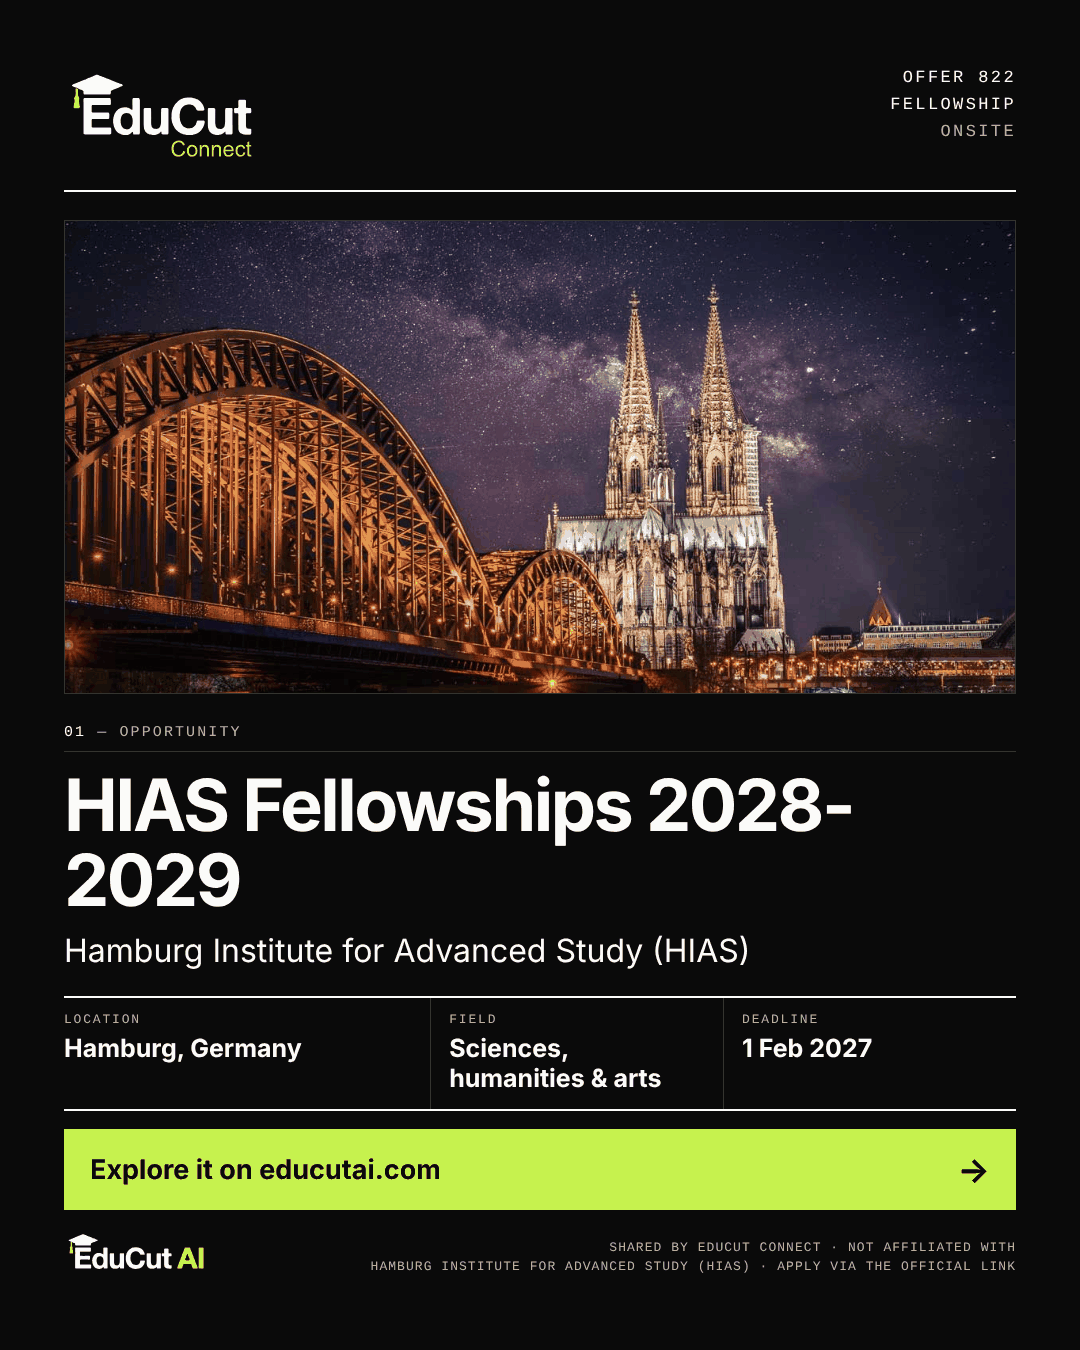 EduCut
Connect
OFFER 822
FELLOWSHIP
ONSITE
01 — OPPORTUNITY
HIAS Fellowships 2028-
2029
Hamburg Institute for Advanced Study (HIAS)
LOCATION
Hamburg, Germany
FIELD
Sciences,
humanities & arts
DEADLINE
1 Feb 2027
Explore it on educutai.com →
EduCut AI
SHARED BY EDUCUT CONNECT · NOT AFFILIATED WITH
HAMBURG INSTITUTE FOR ADVANCED STUDY (HIAS) · APPLY VIA THE OFFICIAL LINK